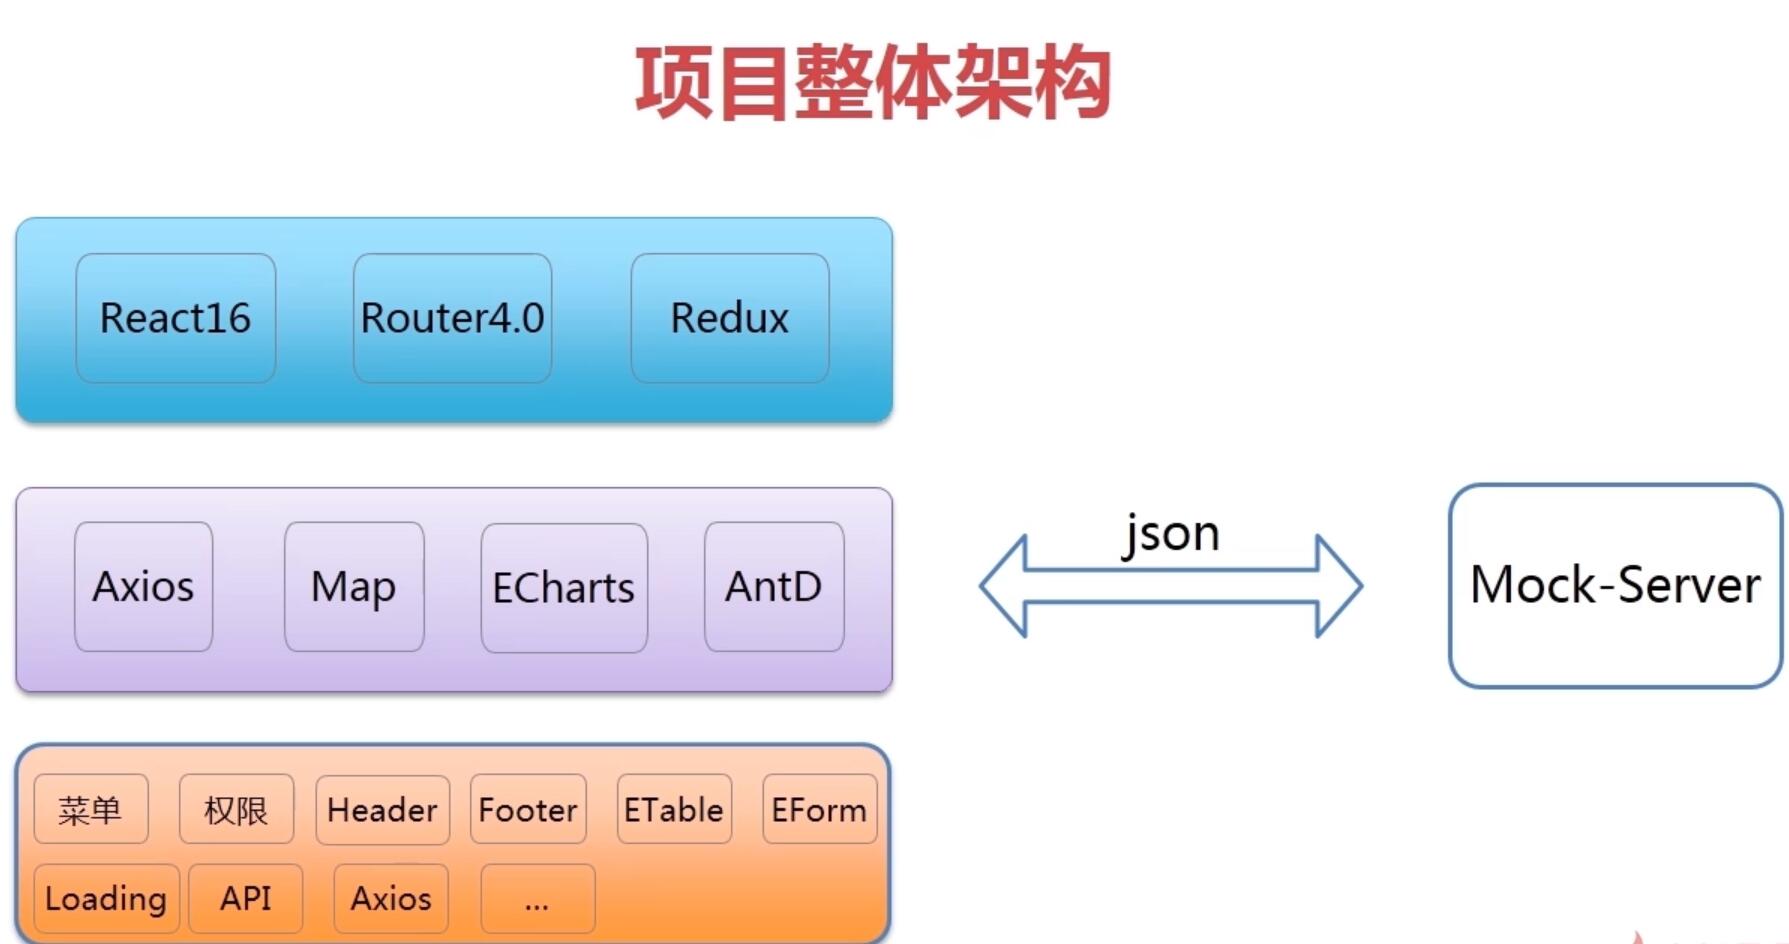 项目整体架构
React16 Router4.0 Redux
Axios Map ECharts AntD
json
Mock-Server
菜单 权限 Header Footer ETable EForm
Loading API Axios ...